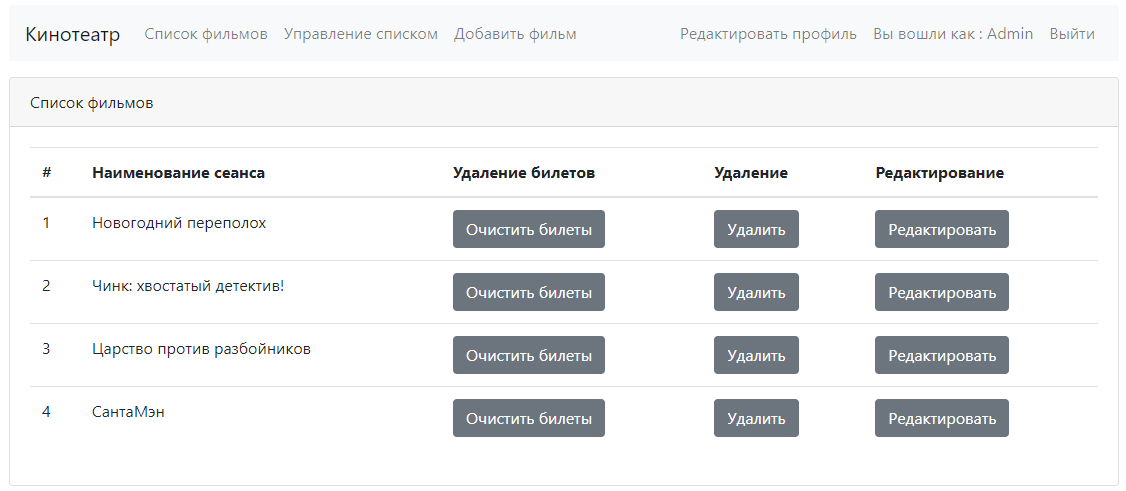 Кинотеатр Список фильмов Управление списком Добавить фильм Редактировать профиль Вы вошли как : Admin Выйти
Список фильмов
# Наименование сеанса Удаление билетов Удаление Редактирование
1 Новогодний переполох Очистить билеты Удалить Редактировать
2 Чинк: хвостатый детектив! Очистить билеты Удалить Редактировать
3 Царство против разбойников Очистить билеты Удалить Редактировать
4 СантаМэн Очистить билеты Удалить Редактировать